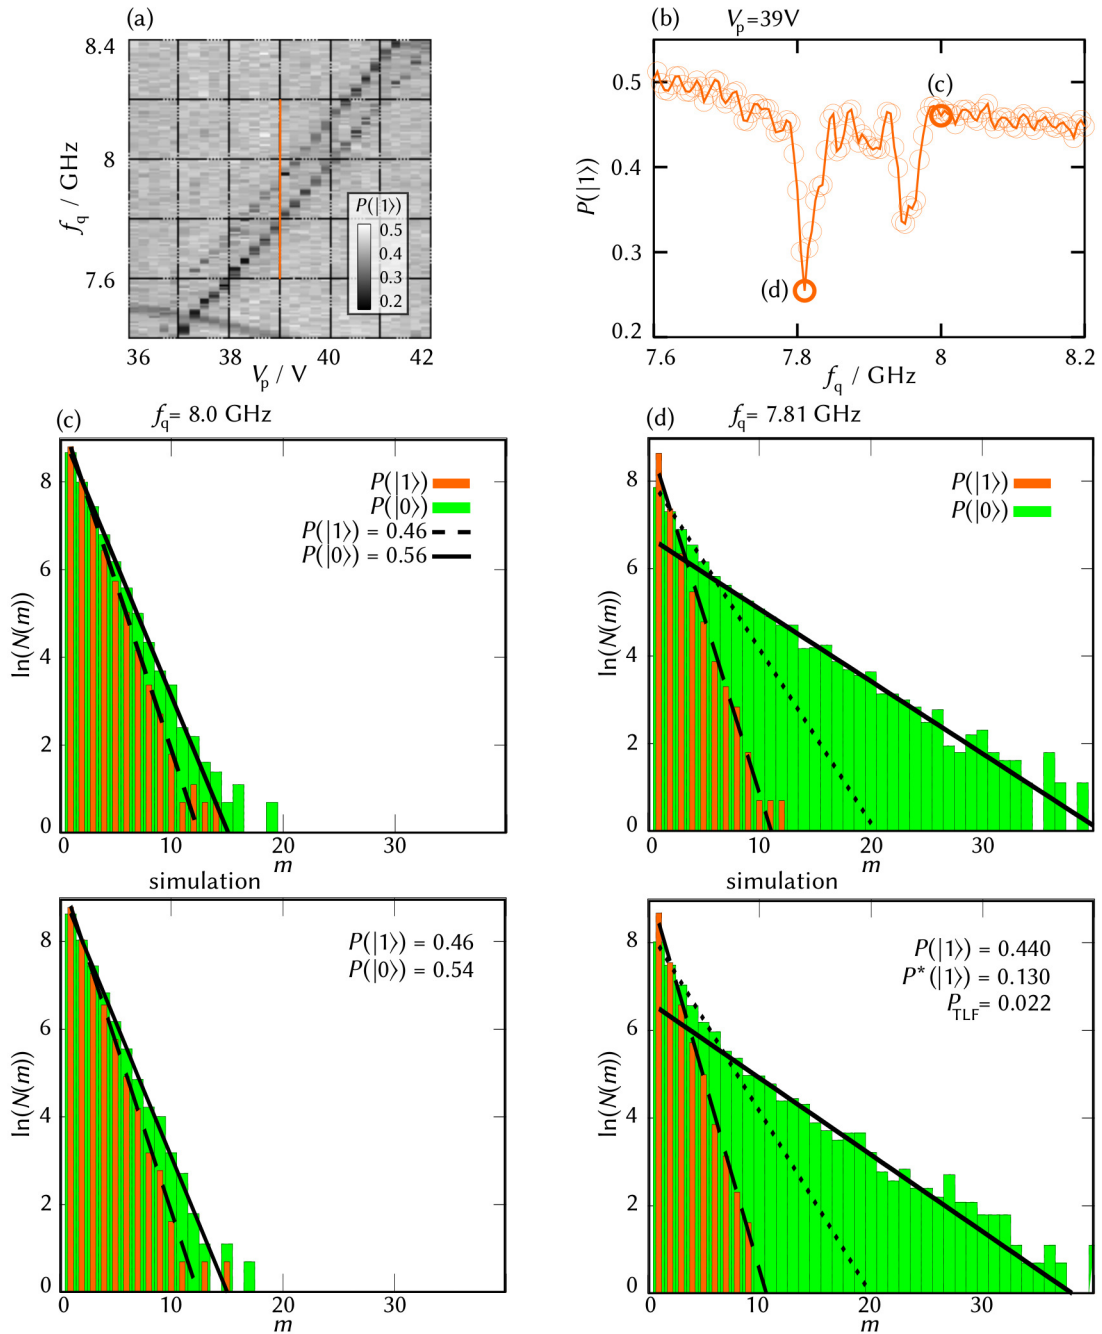 (a)
8.4
8
7.6
f_q / GHz
P(|1⟩)
0.5
0.4
0.3
0.2
36 38 40 42
V_p / V
(b) V_p=39V
0.5
0.4
0.3
0.2
P(|1⟩)
(c)
(d)
7.6 7.8 8 8.2
f_q / GHz
(c) f_q= 8.0 GHz
8
6
4
2
0
ln(N(m))
P(|1⟩)
P(|0⟩)
P(|1⟩) = 0.46
P(|0⟩) = 0.56
0 10 20 30
m
(d) f_q= 7.81 GHz
8
6
4
2
0
ln(N(m))
P(|1⟩)
P(|0⟩)
0 10 20 30
m
simulation
8
6
4
2
0
ln(N(m))
P(|1⟩) = 0.46
P(|0⟩) = 0.54
0 10 20 30
m
simulation
8
6
4
2
0
ln(N(m))
P(|1⟩) = 0.440
P*(|1⟩) = 0.130
P_TLF= 0.022
0 10 20 30
m